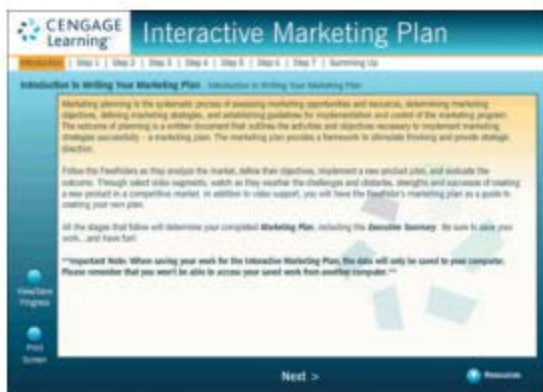 CENGAGE Learning
Interactive Marketing Plan
Introduction | Step 1 | Step 2 | Step 3 | Step 4 | Step 5 | Step 6 | Step 7 | Summing Up
Introduction to Writing Your Marketing Plan Introduction to Writing Your Marketing Plan
Marketing planning is the systematic process of assessing marketing opportunities and resources, determining marketing
objectives, defining marketing strategies, and establishing guidelines for implementation and control of the marketing program.
The outcome of planning is a written document that outlines the activities and objectives necessary to implement marketing
strategies successfully - a marketing plan. The marketing plan provides a framework to stimulate thinking and provide strategic
direction.
Follow the as they analyze the market, define their objectives, implement a new product plan, and evaluate the
outcome. Through select video segments, watch as they weather the challenges and obstacles, strengths and successes of creating
a new product in a competitive market. In addition to video support, you will have the marketing plan as a guide to
creating your own plan.
All the stages that follow will determine your completed Marketing Plan, including the Executive Summary. Be sure to save your
work...and have fun!
**Important Note: When saving your work for the Interactive Marketing Plan, the data will only be saved to your computer.
Please remember that you won't be able to access your saved work from another computer.**
View/Save
Progress
Print
Screen
Next >
Resources